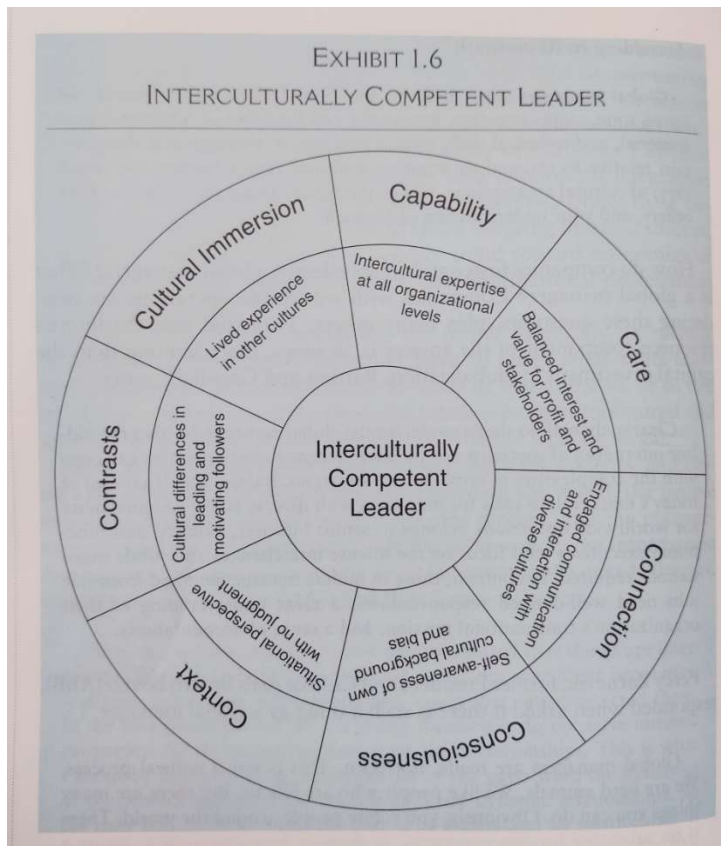 EXHIBIT 1.6
INTERCULTURALLY COMPETENT LEADER
Capability
Intercultural expertise
at all organizational
levels
Care
Balanced interest and
value for profit and
stakeholders
Connection
Engaged communication
and interaction with
diverse cultures
Consciousness
Self-awareness of own
cultural background
and bias
Context
Situational perspective
with no judgment
Contrasts
Cultural differences in
leading and
motivating followers
Cultural Immersion
Lived experience
in other cultures
Interculturally
Competent
Leader